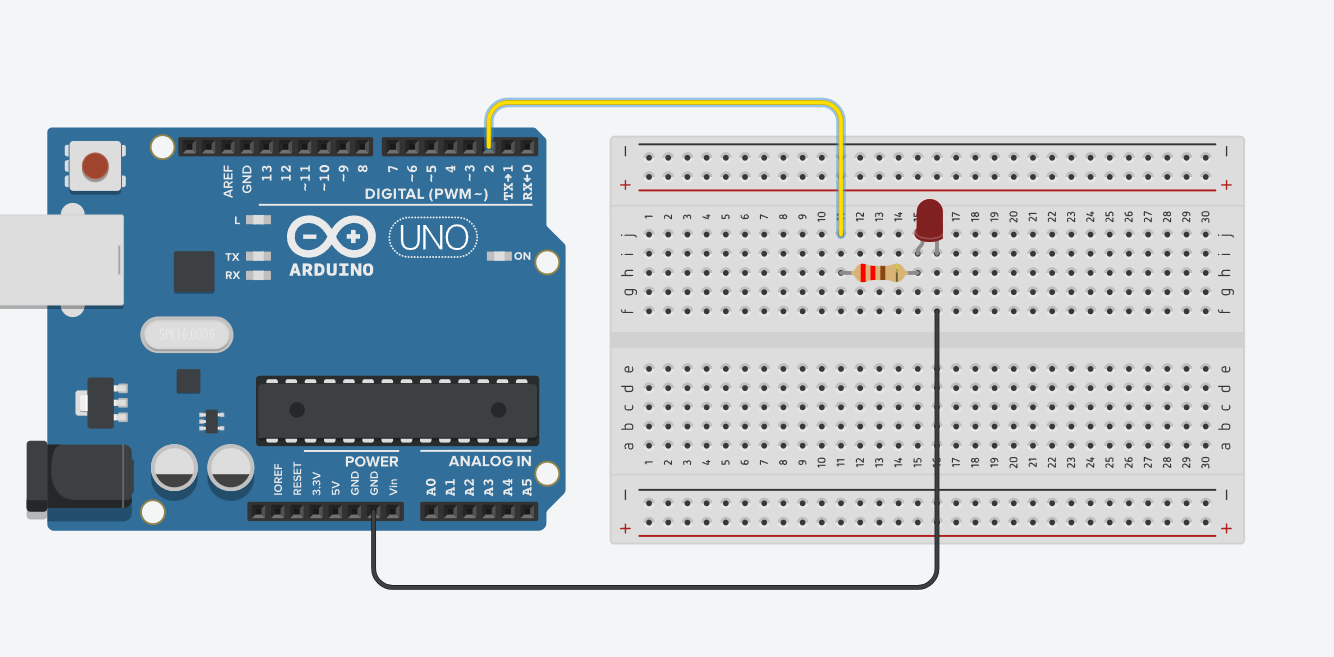 AREF
GND
13
12
~11
~10
~9
8
7
~6
~5
4
~3
2
TX→1
RX←0
DIGITAL (PWM~)
L
TX
RX
UNO
ON
ARDUINO
SPK16.000G
POWER
ANALOG IN
IOREF
RESET
3.3V
5V
GND
GND
Vin
A0
A1
A2
A3
A4
A5
1 2 3 4 5 6 7 8 9 10 11 12 13 14 15 17 18 19 20 21 22 23 24 25 26 27 28 29 30
j j
i i
h h
g g
f f
e e
d d
c c
b b
a a
1 2 3 4 5 6 7 8 9 10 11 12 13 14 15 16 17 18 19 20 21 22 23 24 25 26 27 28 29 30